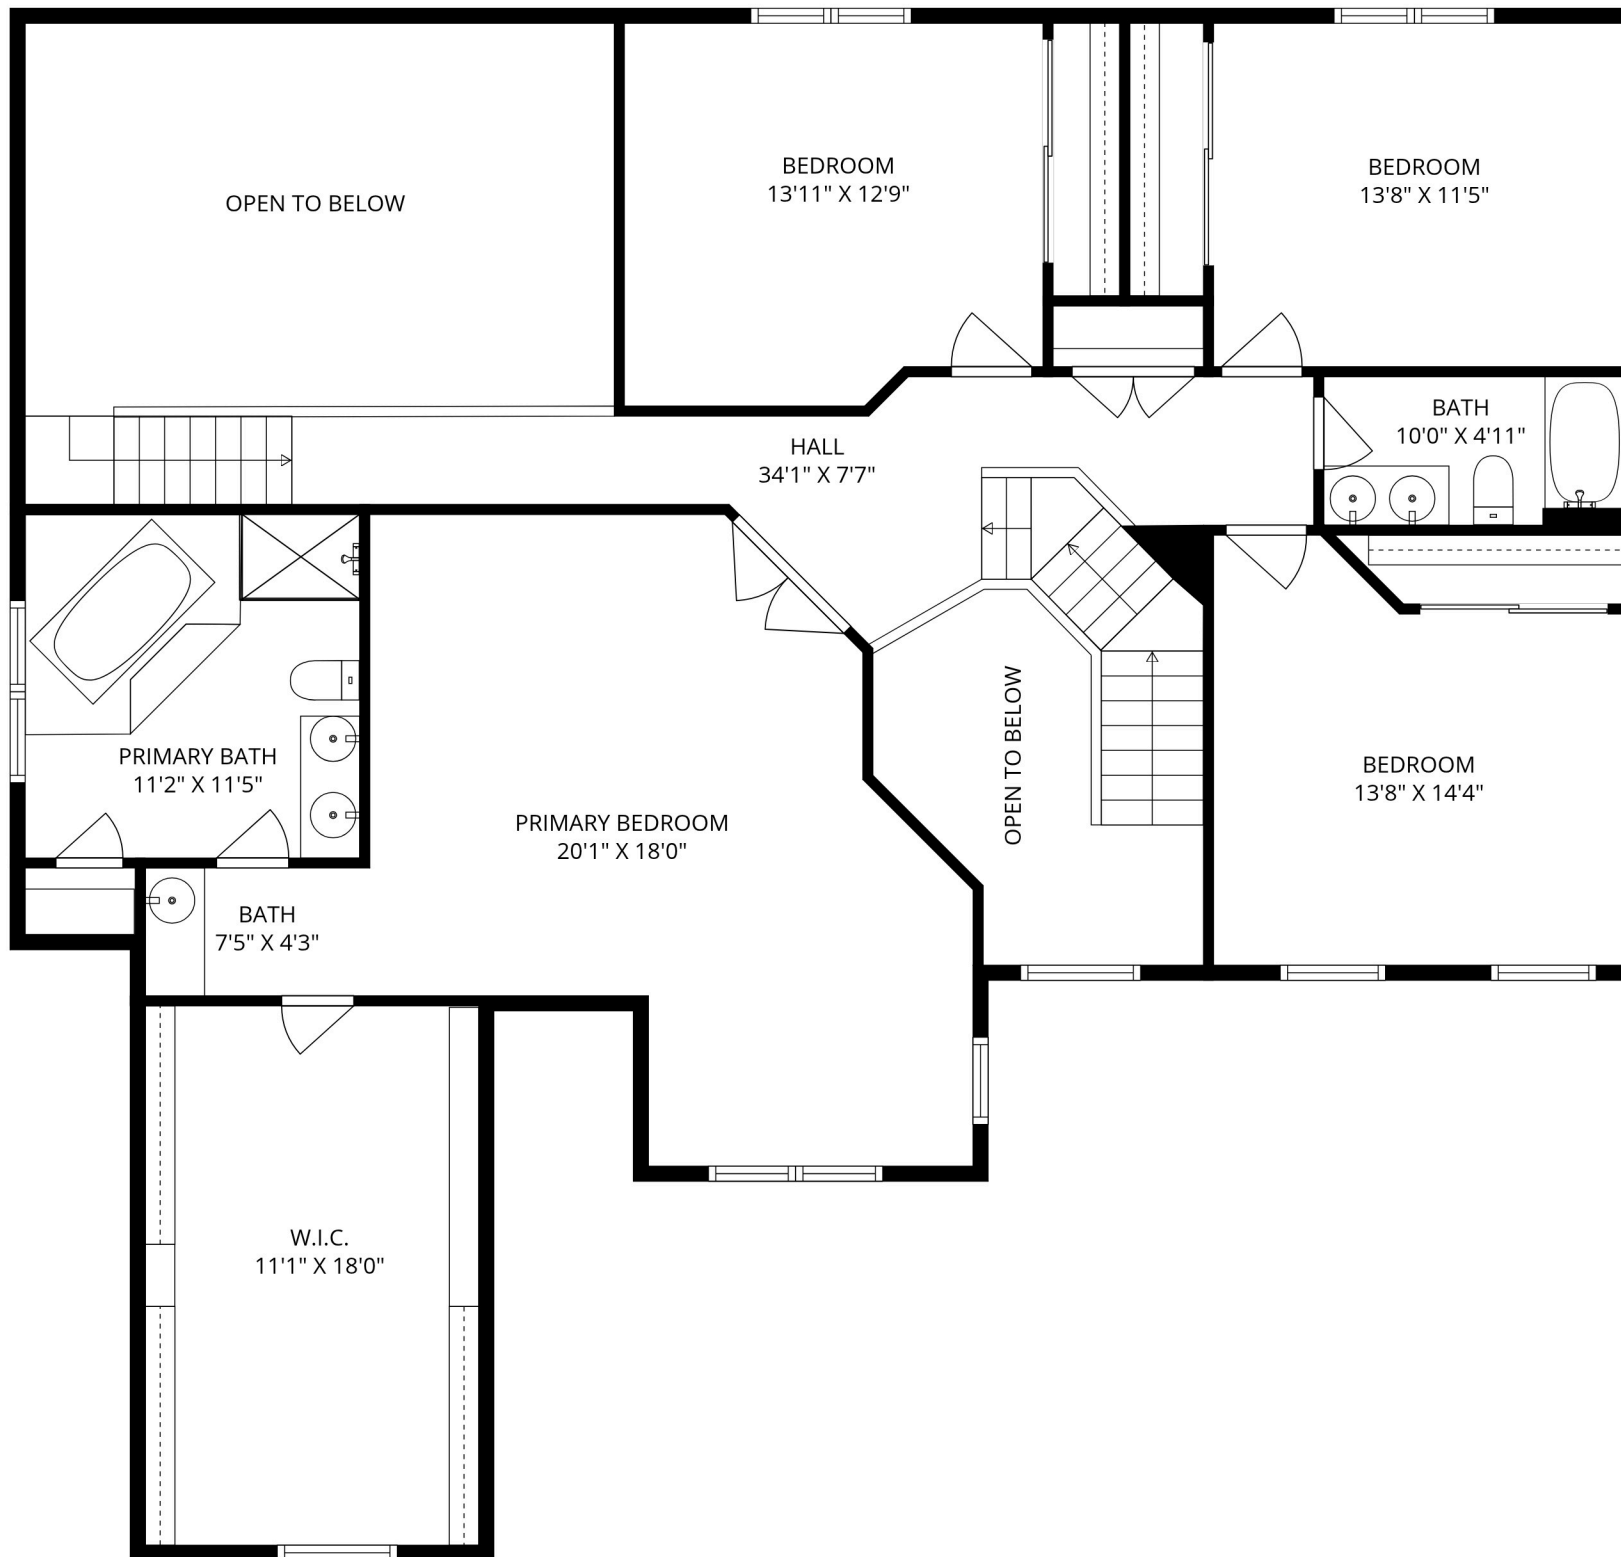 OPEN TO BELOW
BEDROOM
13'11" X 12'9"
BEDROOM
13'8" X 11'5"
HALL
34'1" X 7'7"
BATH
10'0" X 4'11"
PRIMARY BATH
11'2" X 11'5"
PRIMARY BEDROOM
20'1" X 18'0"
OPEN TO BELOW
BEDROOM
13'8" X 14'4"
BATH
7'5" X 4'3"
W.I.C.
11'1" X 18'0"